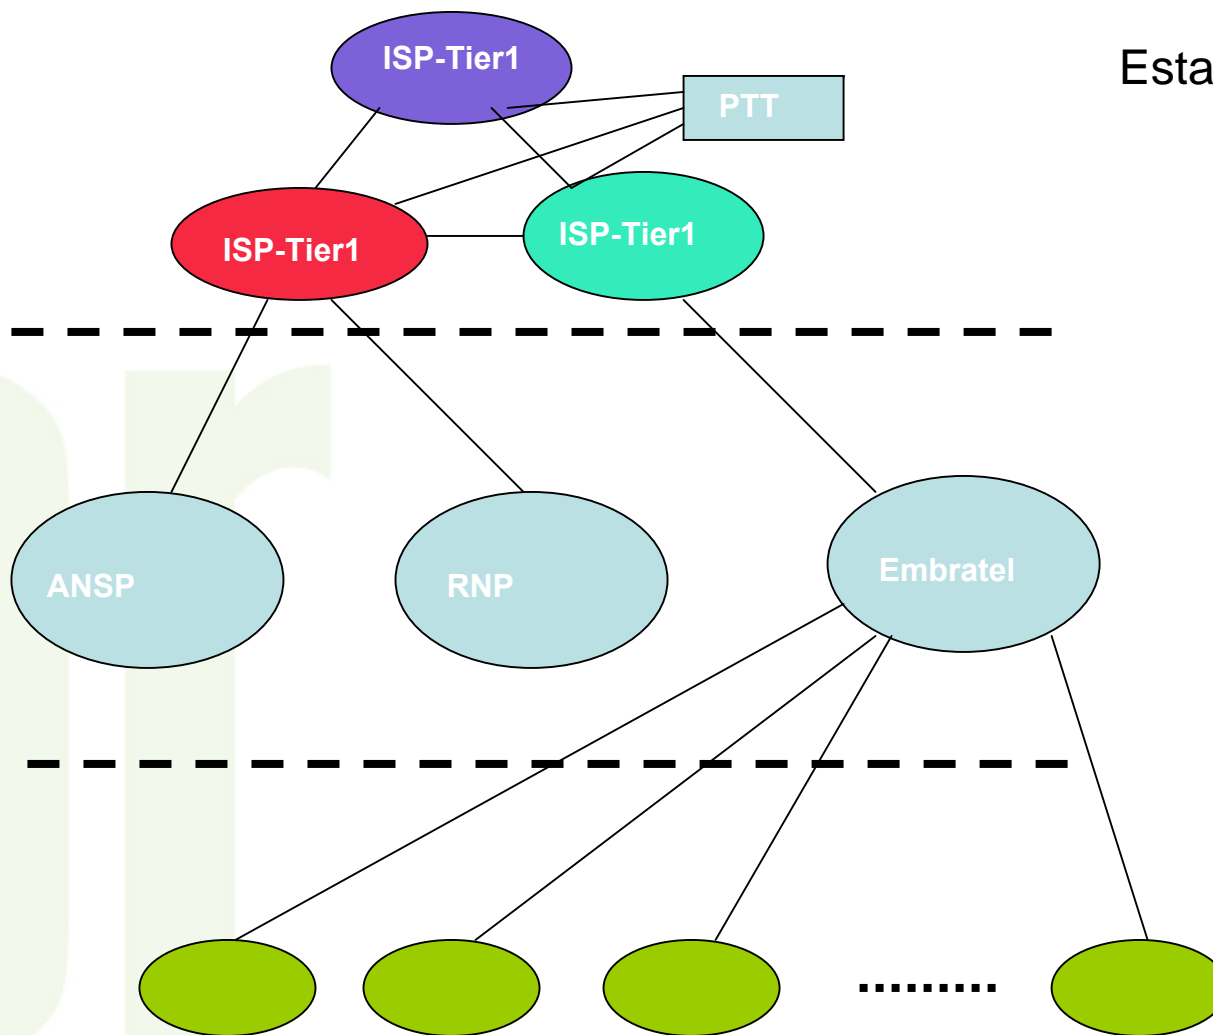 ISP-Tier1
Esta
PTT
ISP-Tier1
ISP-Tier1
ANSP
RNP
Embratel